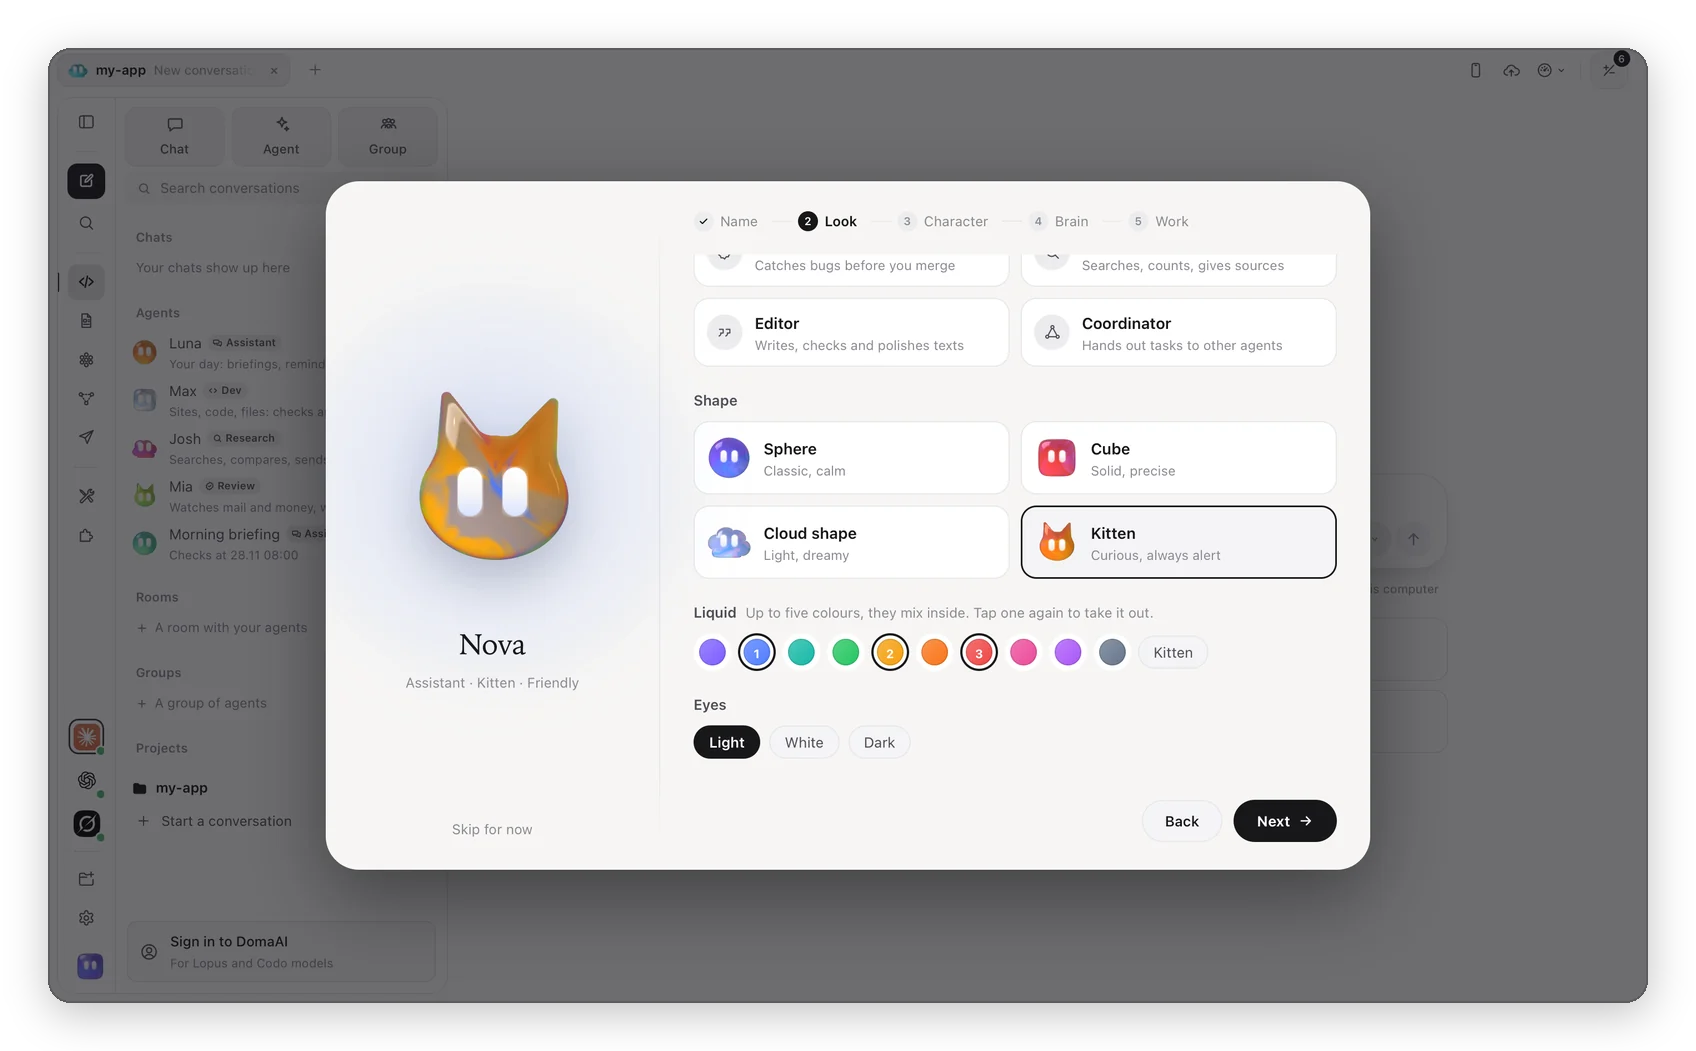 my-app New conversatio
6
Chat
Agent
Group
Search conversations
Chats
Your chats show up here
Agents
Luna Assistant
Your day: briefings, remind
Max Dev
Sites, code, files: checks a
Josh Research
Searches, compares, sends
Mia Review
Watches mail and money, w
Morning briefing Assi
Checks at 28.11 08:00
Rooms
+ A room with your agents
Groups
+ A group of agents
Projects
my-app
+ Start a conversation
Sign in to DomaAI
For Lopus and Codo models
Nova
Assistant · Kitten · Friendly
Skip for now
Name
2 Look
3 Character
4 Brain
5 Work
Catches bugs before you merge
Searches, counts, gives sources
Editor
Writes, checks and polishes texts
Coordinator
Hands out tasks to other agents
Shape
Sphere
Classic, calm
Cube
Solid, precise
Cloud shape
Light, dreamy
Kitten
Curious, always alert
Liquid Up to five colours, they mix inside. Tap one again to take it out.
1
2
3
Kitten
Eyes
Light
White
Dark
Back
Next →
s computer